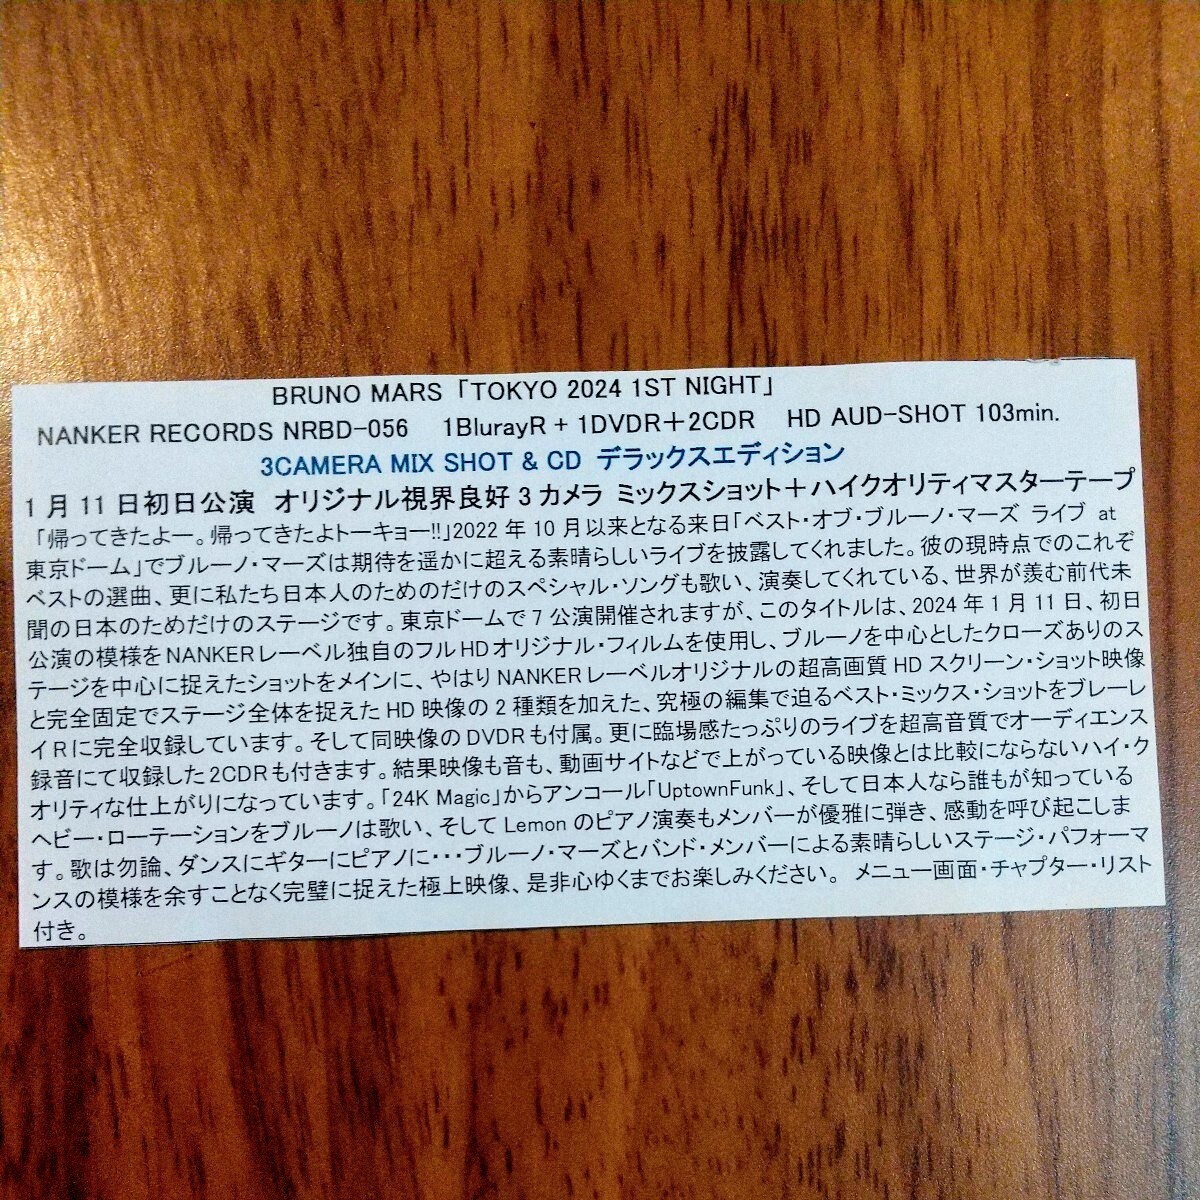 BRUNO MARS 「TOKYO 2024 1ST NIGHT」
NANKER RECORDS NRBD-056 1BlurayR + 1DVDR＋2CDR HD AUD-SHOT 103min.
3CAMERA MIX SHOT & CD デラックスエディション
1月11日初日公演 オリジナル視界良好3カメラ ミックスショット＋ハイクオリティマスターテープ
「帰ってきたよー。帰ってきたよトーキョー!!」2022年10月以来となる来日「ベスト・オブ・ブルーノ・マーズ ライブ at
東京ドーム」でブルーノ・マーズは期待を遥かに超える素晴らしいライブを披露してくれました。彼の現時点でのこれぞ
ベストの選曲、更に私たち日本人のためのだけのスペシャル・ソングも歌い、演奏してくれている、世界が羨む前代未
聞の日本のためだけのステージです。東京ドームで7公演開催されますが、このタイトルは、2024年1月11日、初日
公演の模様をNANKERレーベル独自のフルHDオリジナル・フィルムを使用し、ブルーノを中心としたクローズありのス
テージを中心に捉えたショットをメインに、やはりNANKERレーベルオリジナルの超高画質HDスクリーン・ショット映像
と完全固定でステージ全体を捉えたHD映像の2種類を加えた、究極の編集で迫るベスト・ミックス・ショットをブレーレ
イRに完全収録しています。そして同映像のDVDRも付属。更に臨場感たっぷりのライブを超高音質でオーディエンス
録音にて収録した2CDRも付きます。結果映像も音も、動画サイトなどで上がっている映像とは比較にならないハイ・ク
オリティな仕上がりになっています。「24K Magic」からアンコール「UptownFunk」、そして日本人なら誰もが知っている
ヘビー・ローテーションをブルーノは歌い、そしてLemonのピアノ演奏もメンバーが優雅に弾き、感動を呼び起こしま
す。歌は勿論、ダンスにギターにピアノに・・・ブルーノ・マーズとバンド・メンバーによる素晴らしいステージ・パフォーマ
ンスの模様を余すことなく完璧に捉えた極上映像、是非心ゆくまでお楽しみください。 メニュー画面・チャプター・リスト
付き。